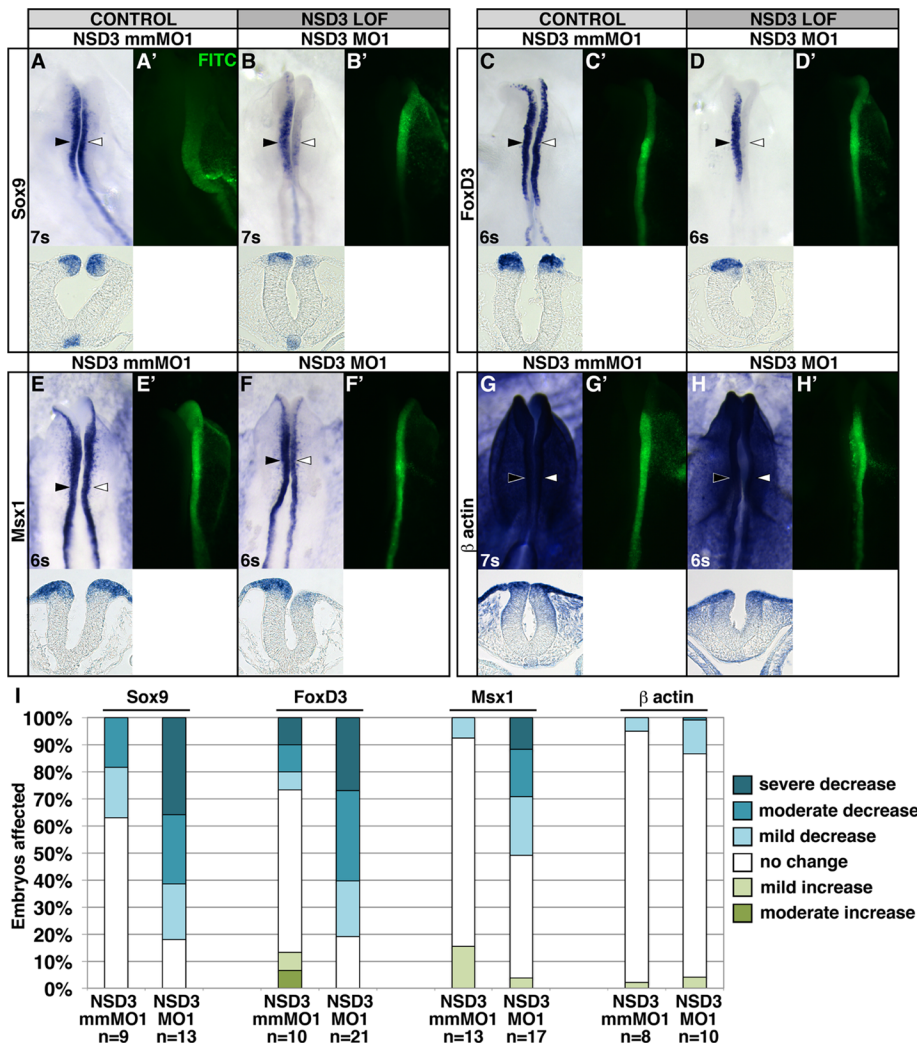 CONTROL NSD3 LOF CONTROL NSD3 LOF
NSD3 mmMO1 NSD3 MO1 NSD3 mmMO1 NSD3 MO1
Sox9
A A' FITC B B'
7s 7s
FoxD3
C C' D D'
6s 6s
NSD3 mmMO1 NSD3 MO1 NSD3 mmMO1 NSD3 MO1
Msx1
E E' F F'
6s 6s
β actin
G G' H H'
7s 6s
I
Sox9 FoxD3 Msx1 β actin
Embryos affected
100%
90%
80%
70%
60%
50%
40%
30%
20%
10%
0%
severe decrease
moderate decrease
mild decrease
no change
mild increase
moderate increase
NSD3 NSD3 NSD3 NSD3 NSD3 NSD3 NSD3 NSD3
mmMO1 MO1 mmMO1 MO1 mmMO1 MO1 mmMO1 MO1
n=9 n=13 n=10 n=21 n=13 n=17 n=8 n=10